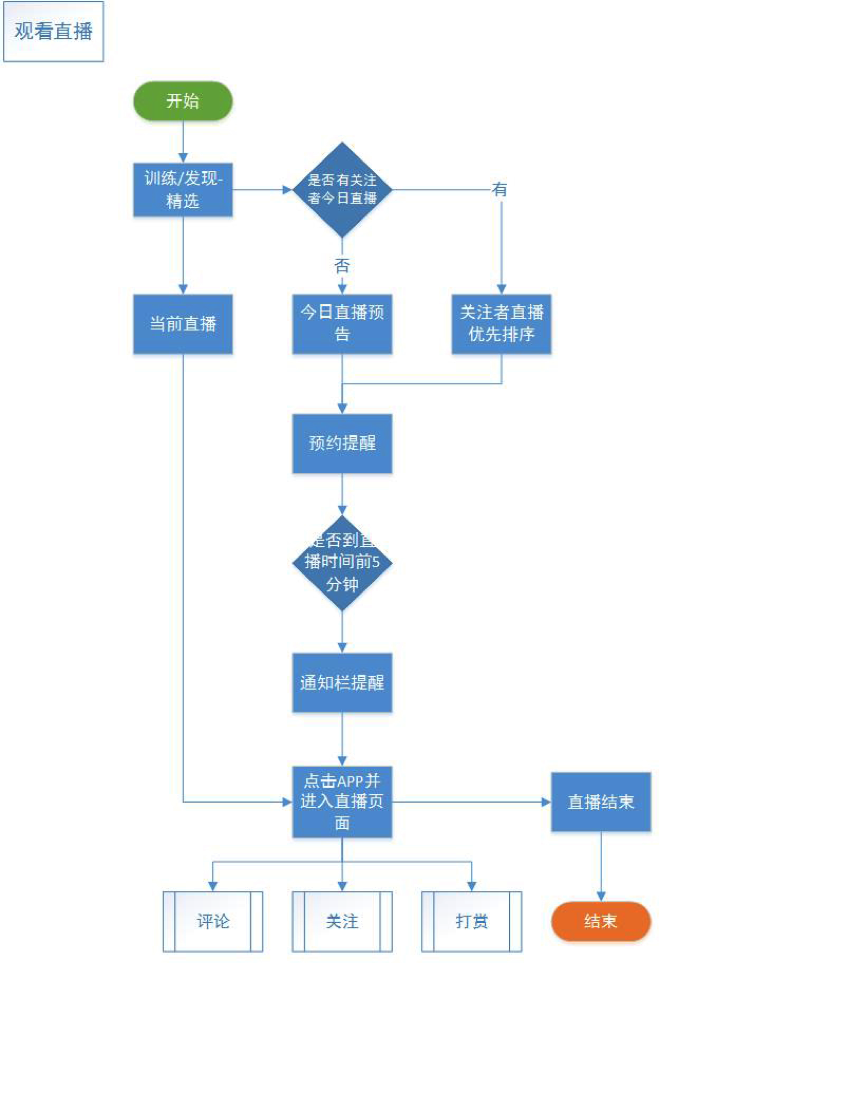 观看直播
开始
训练/发现-
精选
是否有关注
者今日直播
有
否
当前直播
今日直播预
告
关注者直播
优先排序
预约提醒
是否到直
播时间前5
分钟
通知栏提醒
点击APP并
进入直播页
面
直播结束
评论
关注
打赏
结束